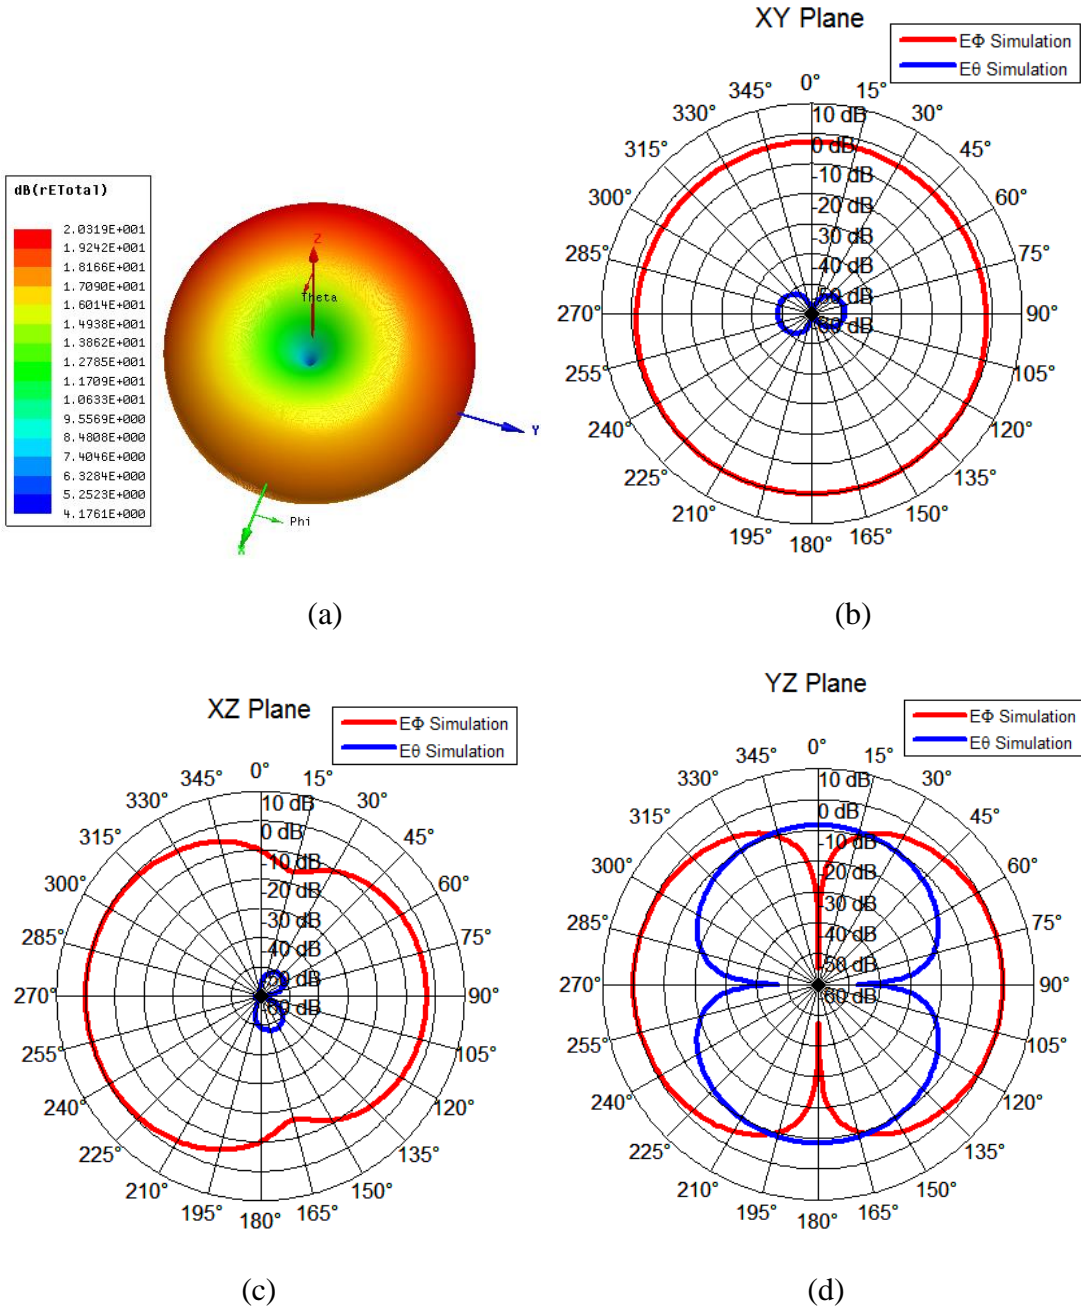 dB(rETotal)
2.0319E+001
1.9242E+001
1.8166E+001
1.7090E+001
1.6014E+001
1.4938E+001
1.3862E+001
1.2785E+001
1.1709E+001
1.0633E+001
9.5569E+000
8.4808E+000
7.4046E+000
6.3284E+000
5.2523E+000
4.1761E+000
Z
Theta
Y
Phi
X
(a)
XY Plane
EΦ Simulation
Eθ Simulation
0°
15°
30°
45°
60°
75°
90°
105°
120°
135°
150°
165°
180°
195°
210°
225°
240°
255°
270°
285°
300°
315°
330°
345°
10 dB
0 dB
-10 dB
-20 dB
-30 dB
-40 dB
-50 dB
-60 dB
(b)
XZ Plane
EΦ Simulation
Eθ Simulation
0°
15°
30°
45°
60°
75°
90°
105°
120°
135°
150°
165°
180°
195°
210°
225°
240°
255°
270°
285°
300°
315°
330°
345°
10 dB
0 dB
-10 dB
-20 dB
-30 dB
-40 dB
-50 dB
-60 dB
(c)
YZ Plane
EΦ Simulation
Eθ Simulation
0°
15°
30°
45°
60°
75°
90°
105°
120°
135°
150°
165°
180°
195°
210°
225°
240°
255°
270°
285°
300°
315°
330°
345°
10 dB
0 dB
-10 dB
-20 dB
-30 dB
-40 dB
-50 dB
-60 dB
(d)